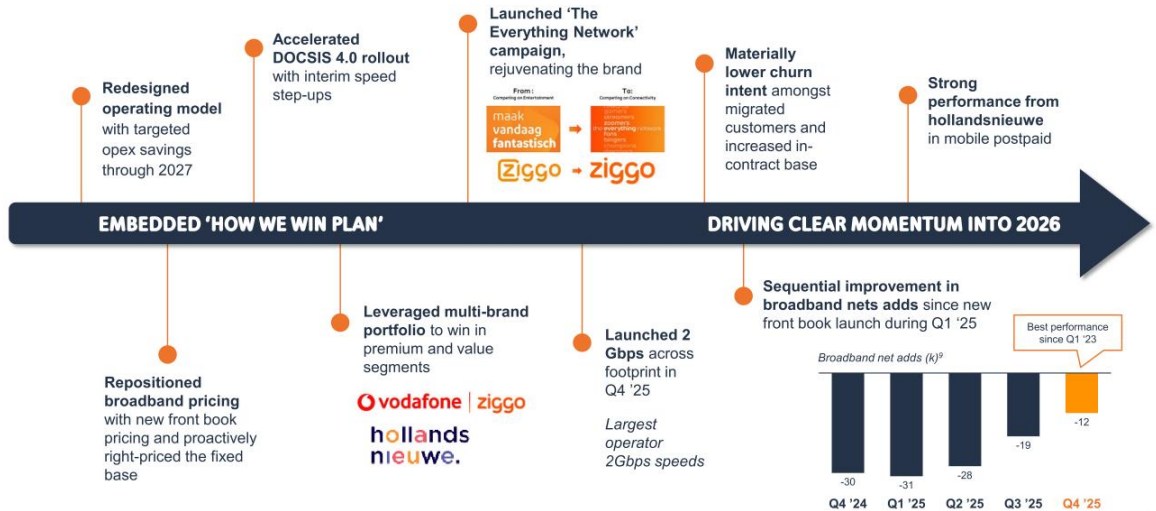 Redesigned
operating model
with targeted
opex savings
through 2027
Accelerated
DOCSIS 4.0 rollout
with interim speed
step-ups
Launched ‘The
Everything Network’
campaign,
rejuvenating the brand
From :
Competing on Entertainment
To:
Competing on Connectivity
maak
vandaag
fantastisch
the everything network
fans
ziggo
ziggo
Materially
lower churn
intent amongst
migrated
customers and
increased in-
contract base
Strong
performance from
hollandsnieuwe
in mobile postpaid
EMBEDDED ‘HOW WE WIN PLAN’
DRIVING CLEAR MOMENTUM INTO 2026
Repositioned
broadband pricing
with new front book
pricing and proactively
right-priced the fixed
base
Leveraged multi-brand
portfolio to win in
premium and value
segments
vodafone | ziggo
hollands
nieuwe.
Launched 2
Gbps across
footprint in
Q4 ’25
Largest
operator
2Gbps speeds
Sequential improvement in
broadband nets adds since new
front book launch during Q1 ‘25
Best performance
since Q1 ’23
Broadband net adds (k)⁹
-30
-31
-28
-19
-12
Q4 ’24
Q1 ’25
Q2 ’25
Q3 ’25
Q4 ’25